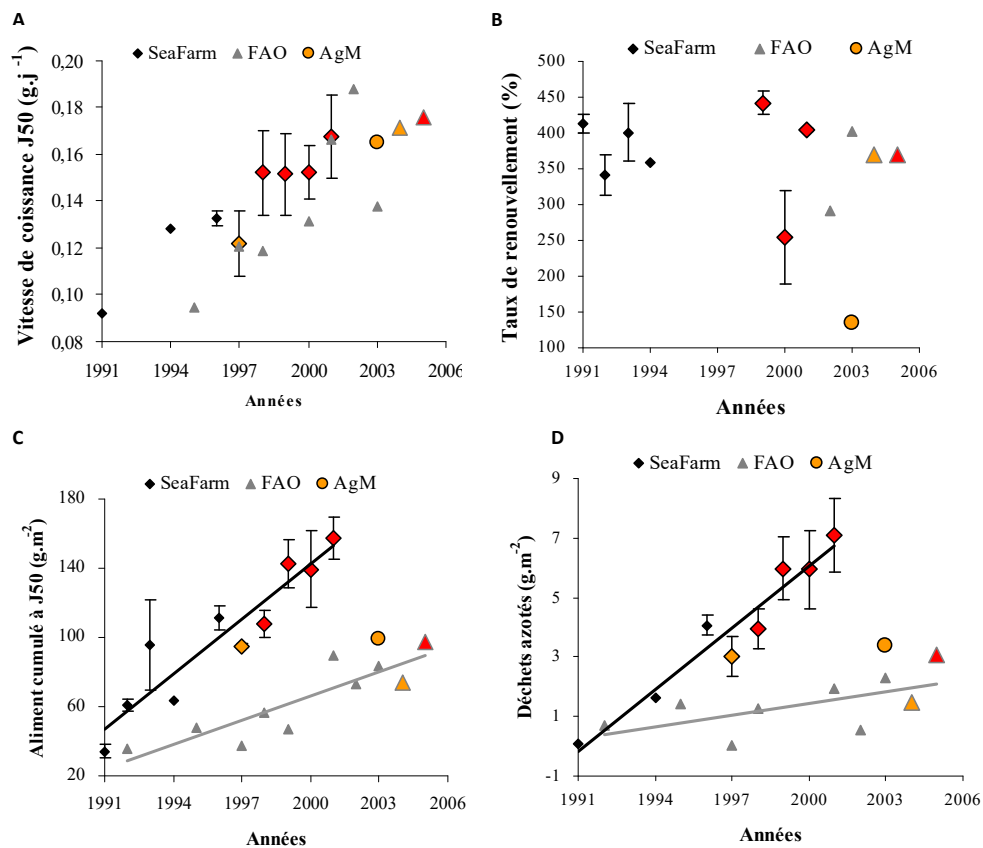 A
SeaFarm FAO AgM
Vitesse de coissance J50 (g.j -1)
0,20
0,18
0,16
0,14
0,12
0,10
0,08
1991 1994 1997 2000 2003 2006
Années
B
SeaFarm FAO AgM
Taux de renouvellement (%)
500
450
400
350
300
250
200
150
100
1991 1994 1997 2000 2003 2006
Années
C
SeaFarm FAO AgM
Aliment cumulé à J50 (g.m-2)
180
140
100
60
20
1991 1994 1997 2000 2003 2006
Années
D
SeaFarm FAO AgM
Déchets azotés (g.m-2)
9
7
5
3
1
-1
1991 1994 1997 2000 2003 2006
Années